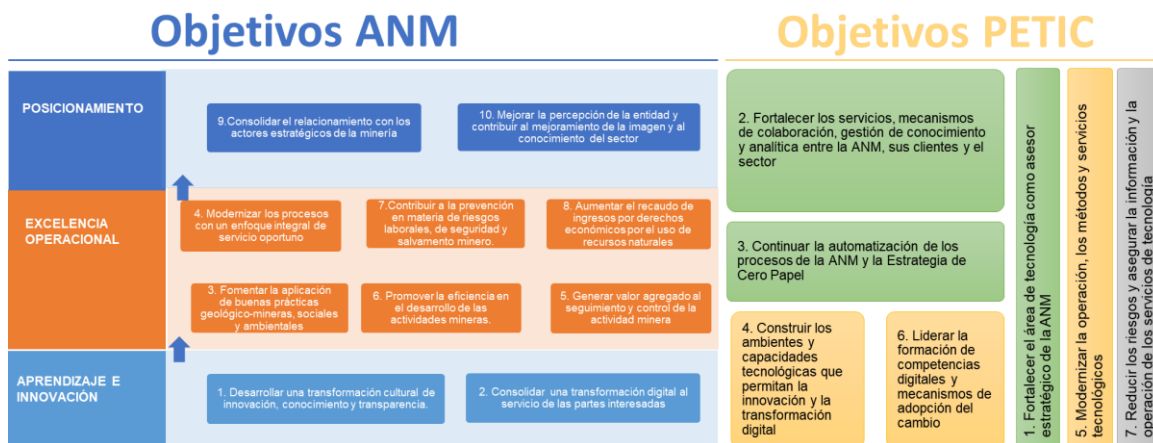 Objetivos ANM
Objetivos PETIC
POSICIONAMIENTO
9.Consolidar el relacionamiento con los
actores estratégicos de la minería
10. Mejorar la percepción de la entidad y
contribuir al mejoramiento de la imagen y al
conocimiento del sector
EXCELENCIA
OPERACIONAL
4. Modernizar los procesos
con un enfoque integral de
servicio oportuno
7.Contribuir a la prevención
en materia de riesgos
laborales, de seguridad y
salvamento minero.
8. Aumentar el recaudo de
ingresos por derechos
económicos por el uso de
recursos naturales
3. Fomentar la aplicación
de buenas prácticas
geológico-mineras, sociales
y ambientales
6. Promover la eficiencia en
el desarrollo de las
actividades mineras.
5. Generar valor agregado al
seguimiento y control de la
actividad minera
APRENDIZAJE E
INNOVACIÓN
1. Desarrollar una transformación cultural de
innovación, conocimiento y transparencia.
2. Consolidar una transformación digital al
servicio de las partes interesadas
2. Fortalecer los servicios, mecanismos
de colaboración, gestión de conocimiento
y analítica entre la ANM, sus clientes y el
sector
3. Continuar la automatización de los
procesos de la ANM y la Estrategia de
Cero Papel
4. Construir los
ambientes y
capacidades
tecnológicas que
permitan la
innovación y la
transformación
digital
6. Liderar la
formación de
competencias
digitales y
mecanismos de
adopción del
cambio
1. Fortalecer el área de tecnología como asesor
estratégico de la ANM
5. Modernizar la operación, los métodos y servicios
tecnológicos
7. Reducir los riesgos y asegurar la información y la
operación de los servicios de tecnología